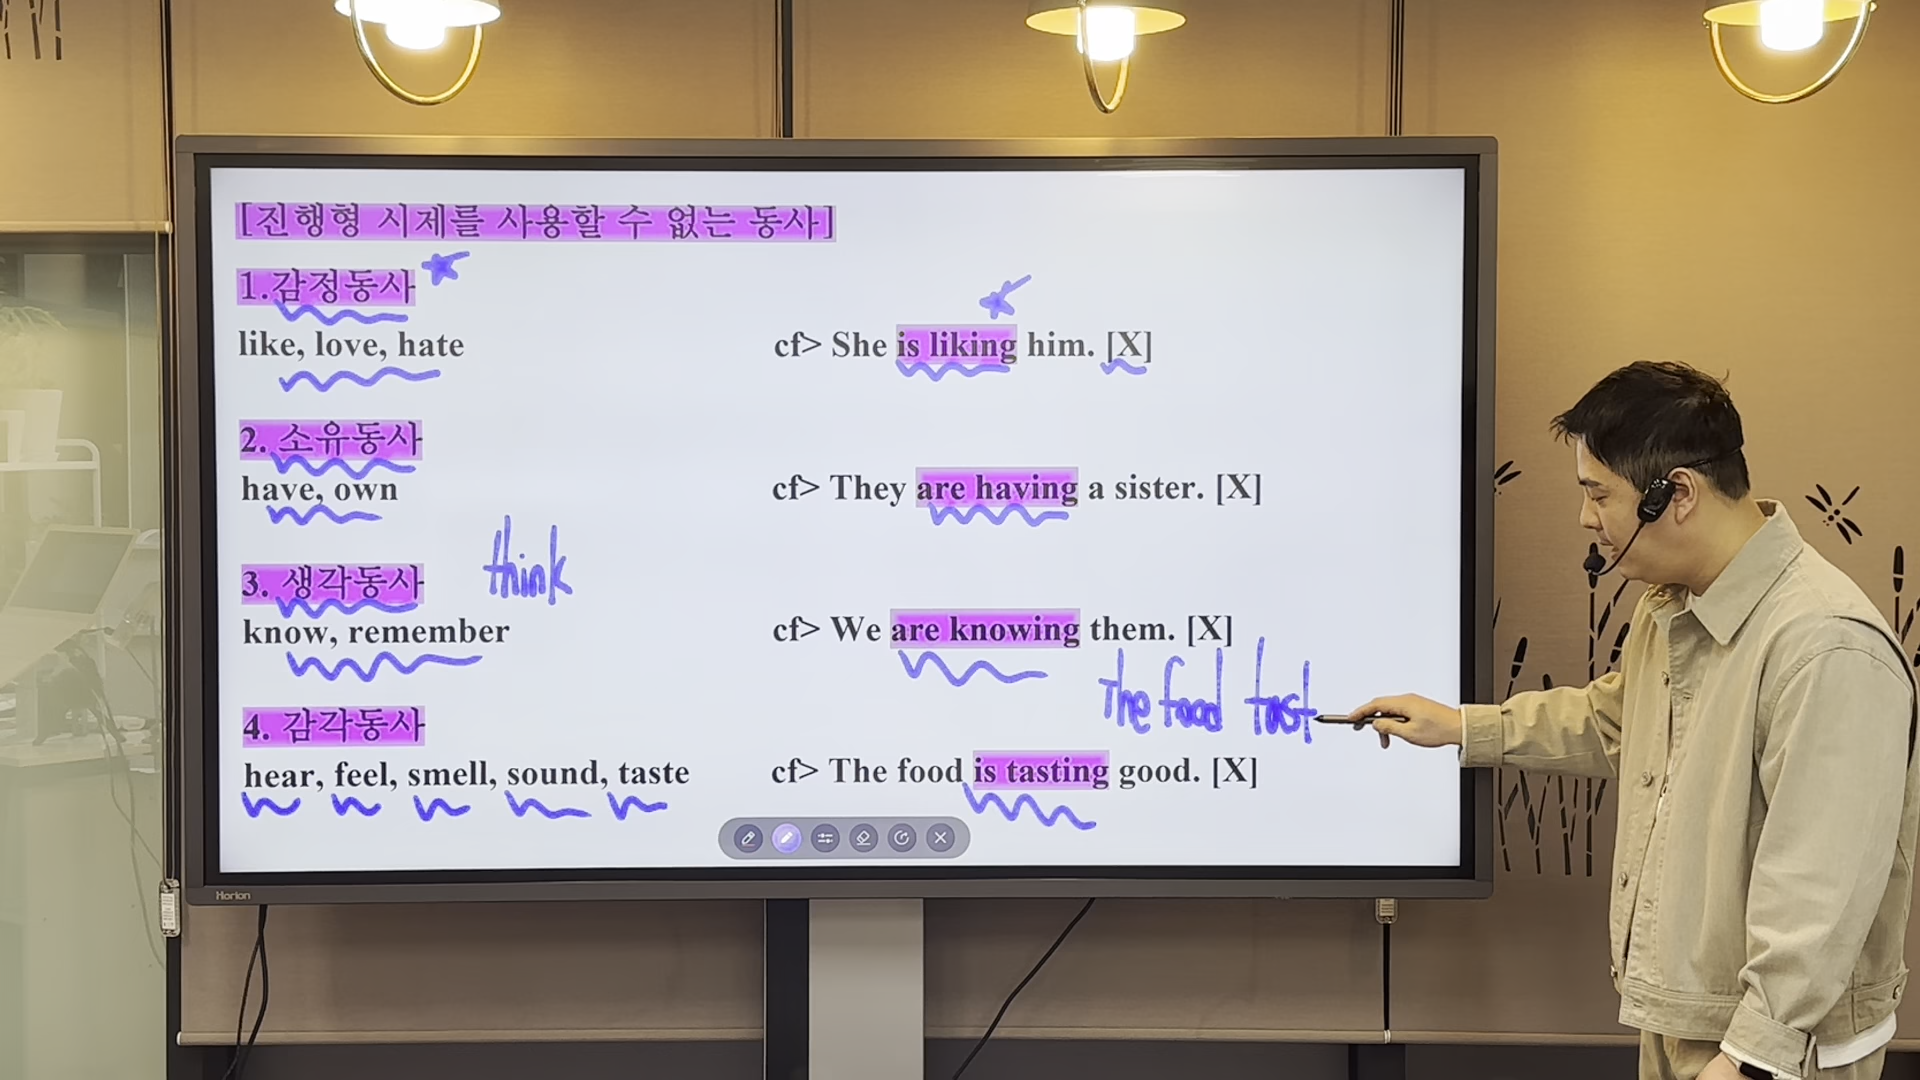 [진행형 시제를 사용할 수 없는 동사]
1.감정동사
like, love, hate
cf> She is liking him. [X]
2. 소유동사
have, own
cf> They are having a sister. [X]
think
3. 생각동사
know, remember
cf> We are knowing them. [X]
The food tast
4. 감각동사
hear, feel, smell, sound, taste
cf> The food is tasting good. [X]
Horion